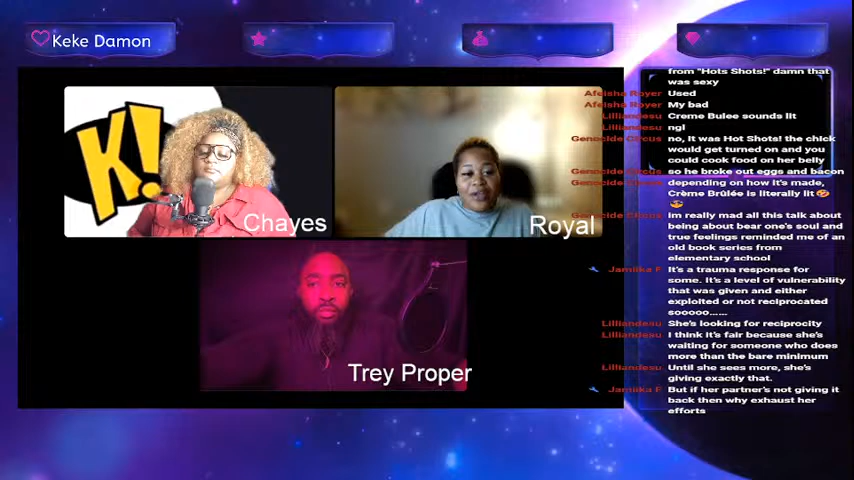 Keke Damon
K!
Chayes
Royal
Trey Proper
from "Hots Shots!" damn that
was sexy
Afeisha Royer Used
Afeisha Royer My bad
Lilliandesu Creme Bulee sounds lit
Lilliandesu ngl
Genocide Circus no, It was Hot Shots! the chick
would get turned on and you
could cook food on her belly
Genocide Circus so he broke out eggs and bacon
Genocide Circus depending on how it's made,
Crème Brûlée is literally lit 🤣
😎
Genocide Circus Im really mad all this talk about
being about bear one's soul and
true feelings reminded me of an
old book series from
elementary school
Jamiika F It's a trauma response for
some. It's a level of vulnerability
that was given and either
exploited or not reciprocated
sooooo......
Lilliandesu She's looking for reciprocity
Lilliandesu I think it's fair because she's
waiting for someone who does
more than the bare minimum
Lilliandesu Until she sees more, she's
giving exactly that.
Jamiika F But if her partner's not giving it
back then why exhaust her
efforts